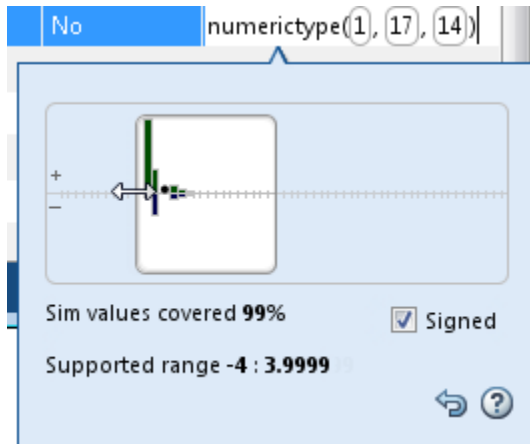 No numerictype(1, 17, 14)
+
−
Sim values covered 99%
Signed
Supported range -4 : 3.9999
?